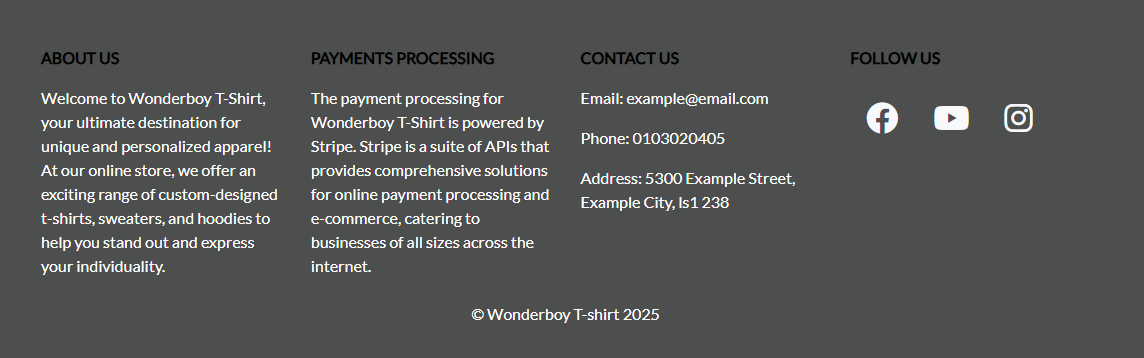 ABOUT US
Welcome to Wonderboy T-Shirt,
your ultimate destination for
unique and personalized apparel!
At our online store, we offer an
exciting range of custom-designed
t-shirts, sweaters, and hoodies to
help you stand out and express
your individuality.
PAYMENTS PROCESSING
The payment processing for
Wonderboy T-Shirt is powered by
Stripe. Stripe is a suite of APIs that
provides comprehensive solutions
for online payment processing and
e-commerce, catering to
businesses of all sizes across the
internet.
CONTACT US
Email: example@email.com
Phone: 0103020405
Address: 5300 Example Street,
Example City, ls1 238
FOLLOW US
© Wonderboy T-shirt 2025